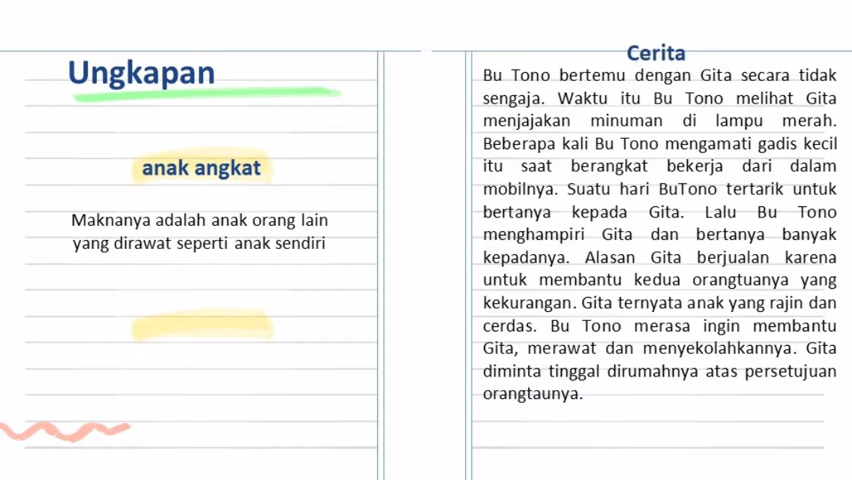 Ungkapan
anak angkat
Maknanya adalah anak orang lain
yang dirawat seperti anak sendiri
Cerita
Bu Tono bertemu dengan Gita secara tidak
sengaja. Waktu itu Bu Tono melihat Gita
menjajakan minuman di lampu merah.
Beberapa kali Bu Tono mengamati gadis kecil
itu saat berangkat bekerja dari dalam
mobilnya. Suatu hari BuTono tertarik untuk
bertanya kepada Gita. Lalu Bu Tono
menghampiri Gita dan bertanya banyak
kepadanya. Alasan Gita berjualan karena
untuk membantu kedua orangtuanya yang
kekurangan. Gita ternyata anak yang rajin dan
cerdas. Bu Tono merasa ingin membantu
Gita, merawat dan menyekolahkannya. Gita
diminta tinggal dirumahnya atas persetujuan
orangtaunya.